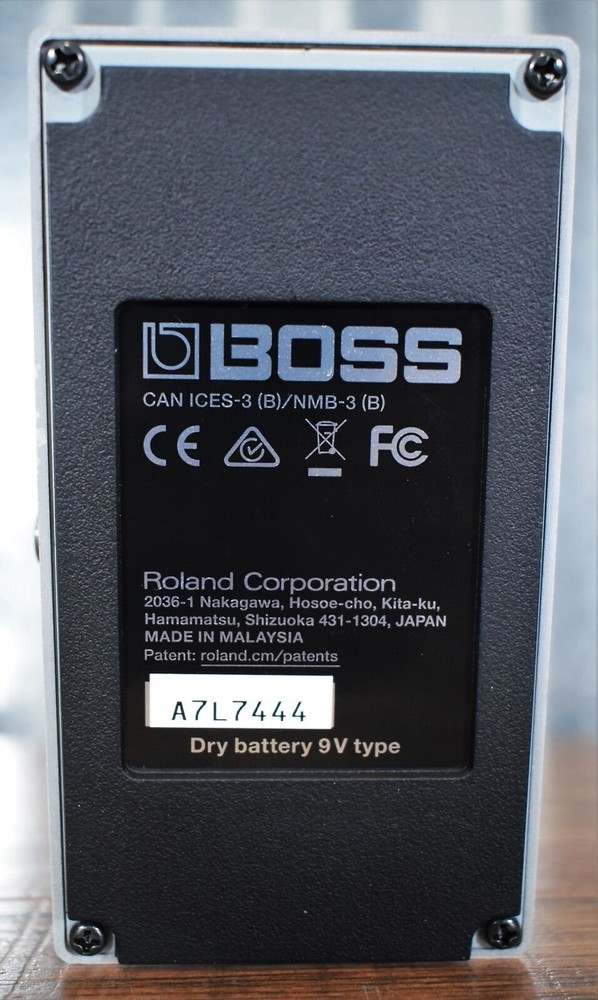 BOSS
CAN ICES-3 (B)/NMB-3 (B)
CE FC
Roland Corporation
2036-1 Nakagawa, Hosoe-cho, Kita-ku,
Hamamatsu, Shizuoka 431-1304, JAPAN
MADE IN MALAYSIA
Patent: roland.cm/patents
A7L7444
Dry battery 9V type